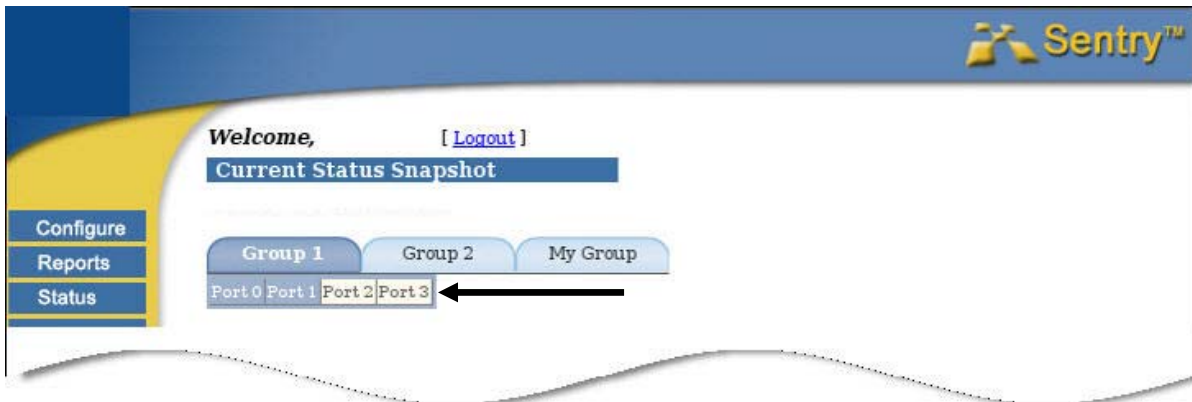 Sentry™
Welcome, [ Logout ]
Current Status Snapshot
Configure
Reports
Status
Group 1 Group 2 My Group
Port 0 Port 1 Port 2 Port 3